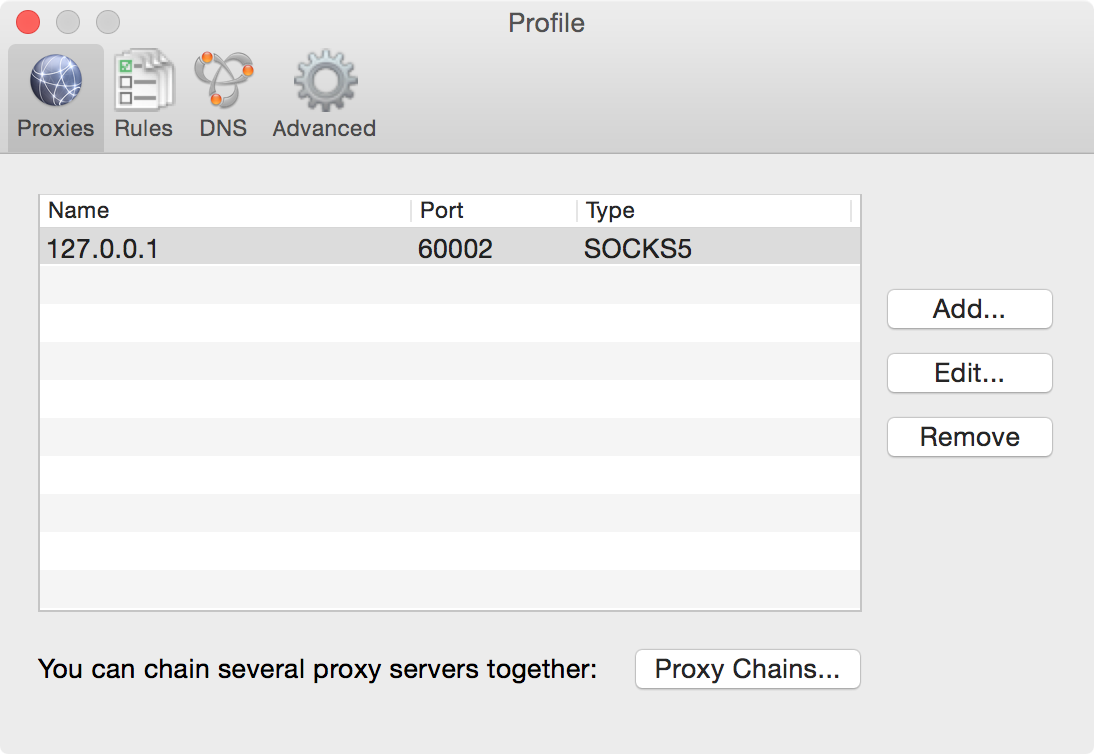 Profile
Proxies Rules DNS Advanced
Name Port Type
127.0.0.1 60002 SOCKS5
Add...
Edit...
Remove
You can chain several proxy servers together: Proxy Chains...